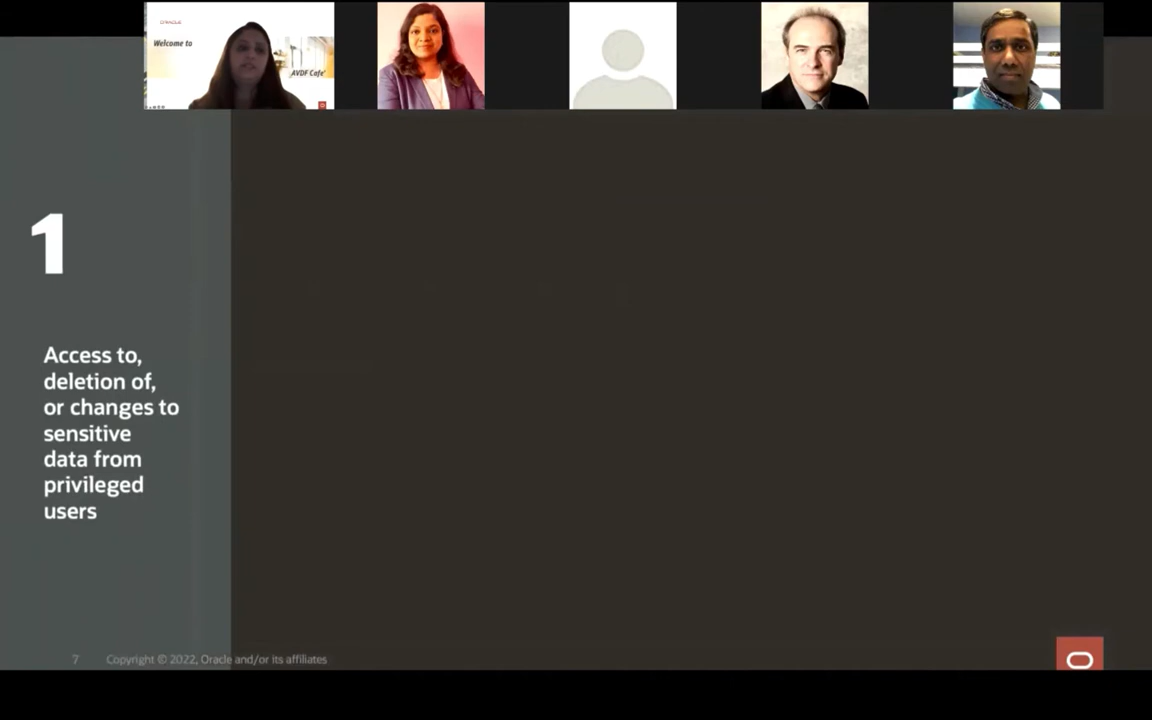 ORACLE
Welcome to
AVDF Cafe'
1
Access to,
deletion of,
or changes to
sensitive
data from
privileged
users
7 Copyright © 2022, Oracle and/or its affiliates